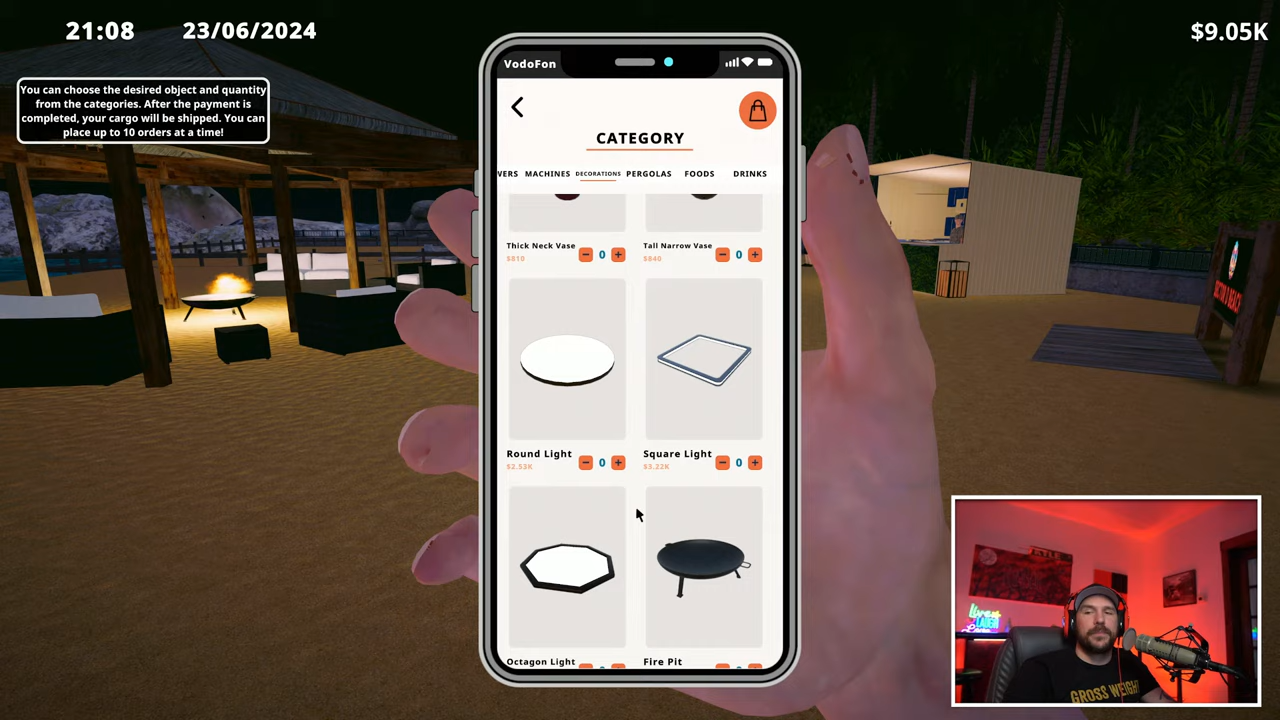 21:08
23/06/2024
$9.05K
You can choose the desired object and quantity
from the categories. After the payment is
completed, your cargo will be shipped. You can
place up to 10 orders at a time!
VodoFon
CATEGORY
WERS MACHINES DECORATIONS PERGOLAS FOODS DRINKS
Thick Neck Vase
$810
− 0 +
Tall Narrow Vase
$840
− 0 +
Round Light
$2.53K
− 0 +
Square Light
$3.22K
− 0 +
Octagon Light
Fire Pit
GROSS WEIGHT